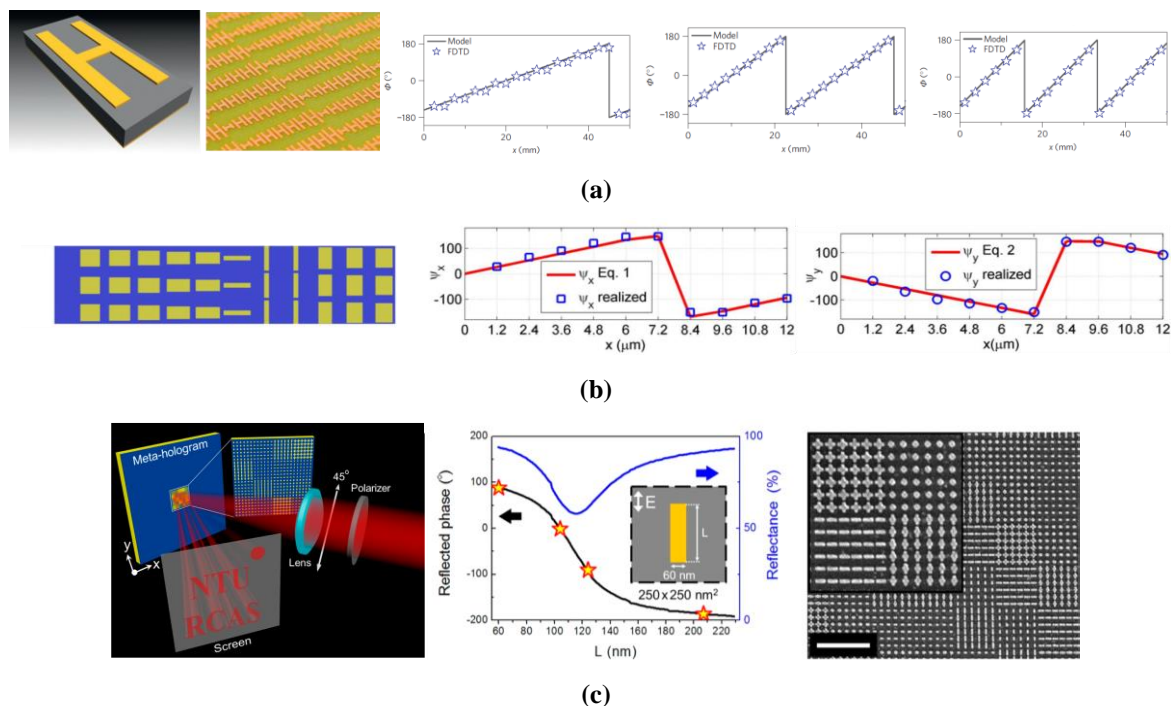 Model
FDTD
180
0
−180
Φ (°)
0
20
40
x (mm)
Model
FDTD
180
0
−180
Φ (°)
0
20
40
x (mm)
Model
FDTD
180
0
−180
Φ (°)
0
20
40
x (mm)
(a)
100
0
-100
ψx
ψx Eq. 1
ψx realized
0 1.2 2.4 3.6 4.8 6 7.2 8.4 9.6 10.8 12
x (μm)
100
0
-100
ψy
ψy Eq. 2
ψy realized
0 1.2 2.4 3.6 4.8 6 7.2 8.4 9.6 10.8 12
x(μm)
(b)
Meta-hologram
45°
Polarizer
Lens
y
x
NTU
RCAS
Screen
200
100
0
-100
-200
Reflected phase (°)
100
50
0
Reflectance (%)
E
L
60 nm
250x250 nm²
60 80 100 120 140 160 180 200 220
L (nm)
(c)